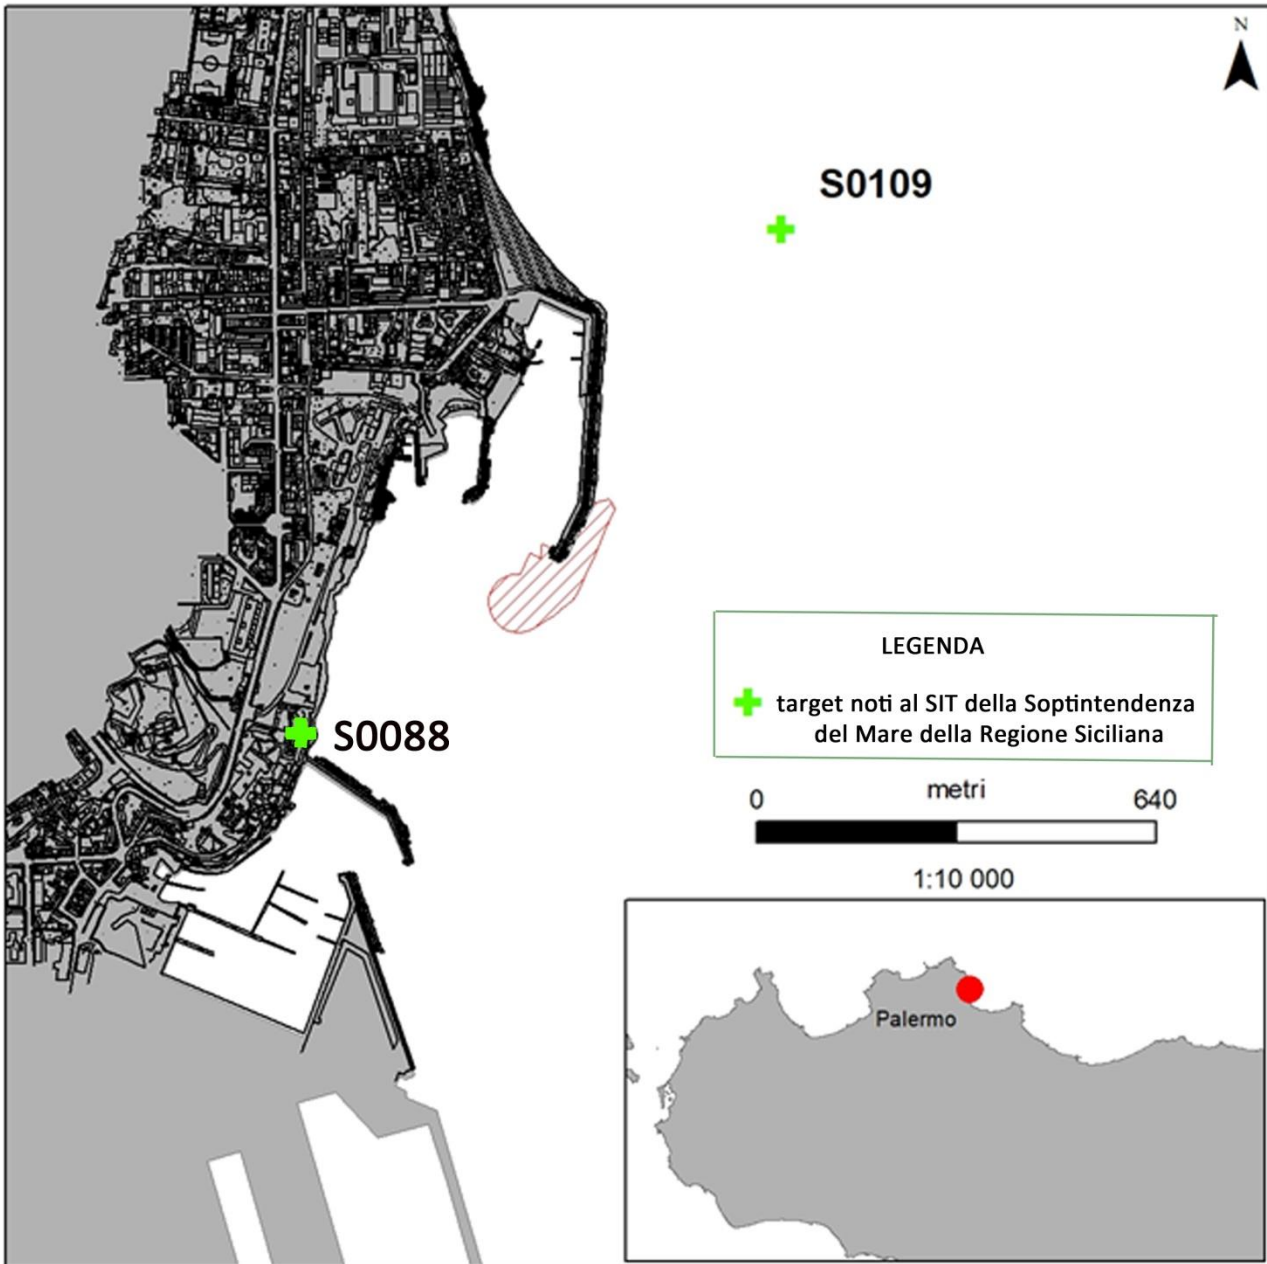 N
S0109
LEGENDA
target noti al SIT della Soptintendenza
del Mare della Regione Siciliana
S0088
metri
0 640
1:10 000
Palermo